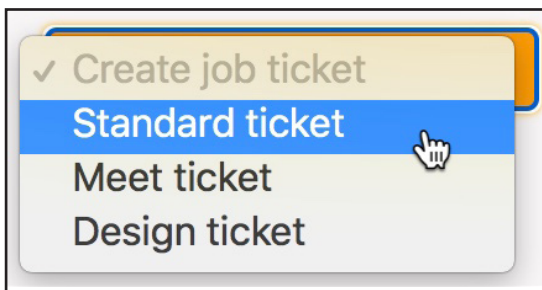 ✓ Create job ticket
Standard ticket
Meet ticket
Design ticket